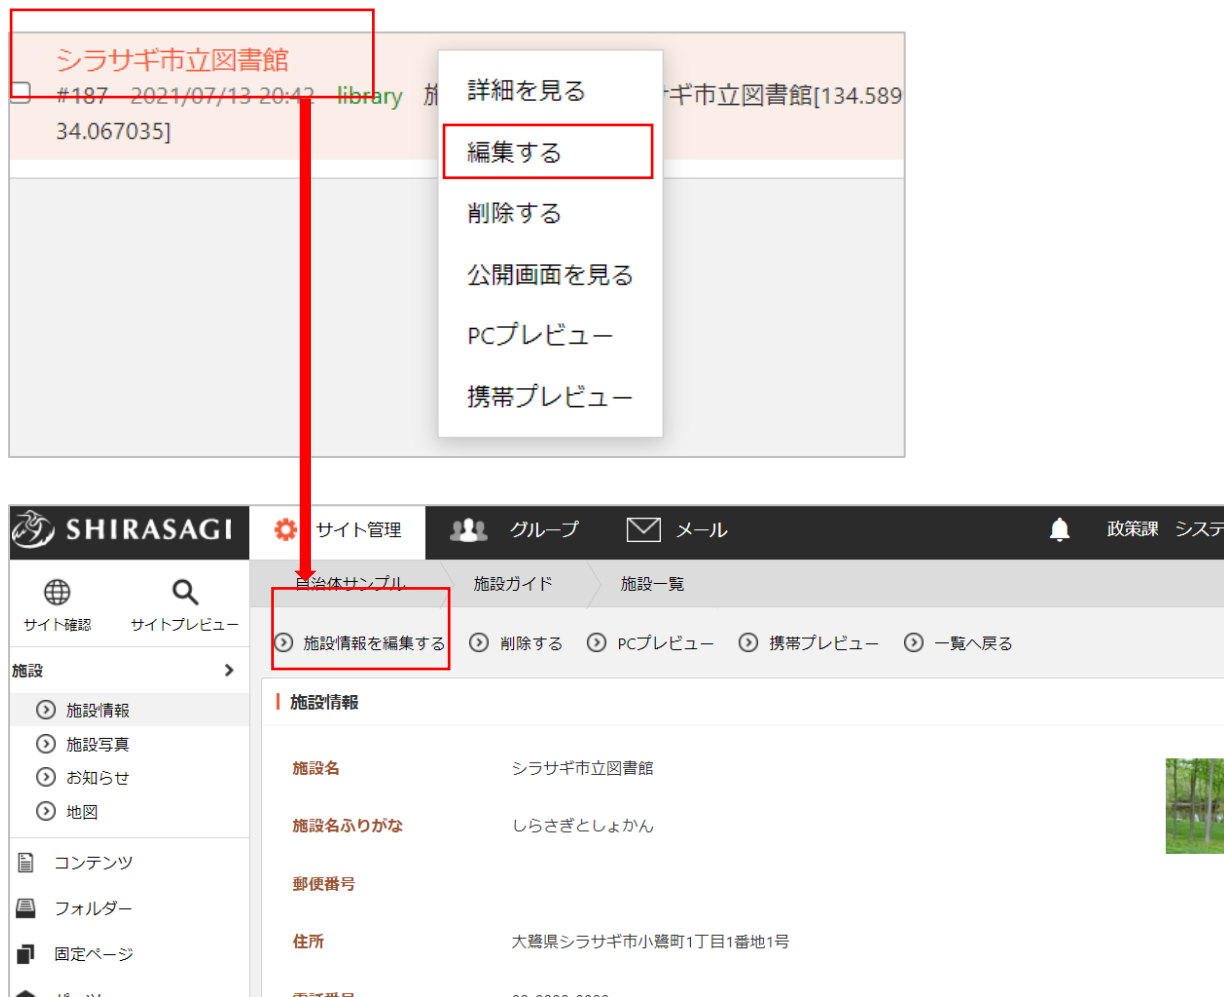 シラサギ市立図書館
#187 2021/07/13 20:42 library 施
ギ市立図書館[134.589
34.067035]
詳細を見る
編集する
削除する
公開画面を見る
PCプレビュー
携帯プレビュー
SHIRASAGI
サイト管理 グループ メール 政策課 システ
サイト確認 サイトプレビュー
自治体サンプル 施設ガイド 施設一覧
施設情報を編集する 削除する PCプレビュー 携帯プレビュー 一覧へ戻る
施設
施設情報
施設写真
お知らせ
地図
コンテンツ
フォルダー
固定ページ
施設情報
施設名 シラサギ市立図書館
施設名ふりがな しらさぎとしょかん
郵便番号
住所 大鷺県シラサギ市小鷺町1丁目1番地1号